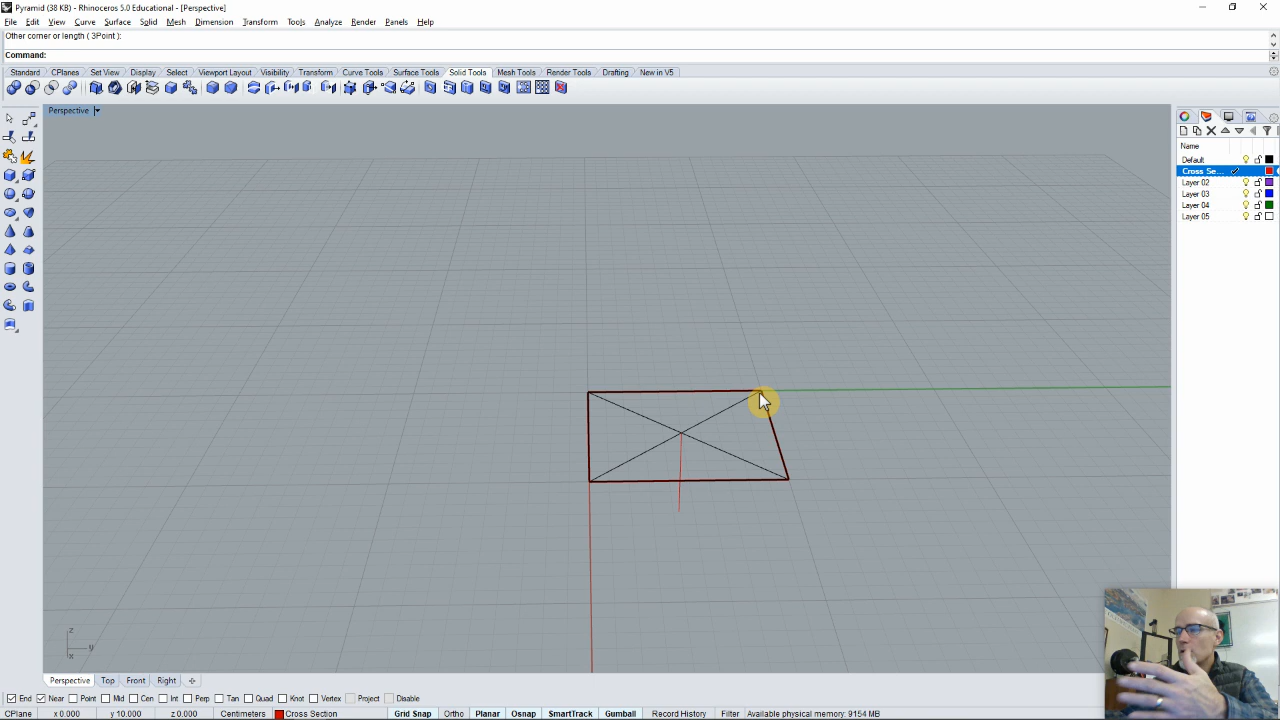 Pyramid (38 KB) - Rhinoceros 5.0 Educational - [Perspective]
File Edit View Curve Surface Solid Mesh Dimension Transform Tools Analyze Render Panels Help
Other corner or length ( 3Point ):
Command:
Standard CPlanes Set View Display Select Viewport Layout Visibility Transform Curve Tools Surface Tools Solid Tools Mesh Tools Render Tools Drafting New in V5
Perspective
Name
Default
Cross Se...
Layer 02
Layer 03
Layer 04
Layer 05
z
y
x
Perspective Top Front Right
End Near Point Mid Cen Int Perp Tan Quad Knot Vertex Project Disable
CPlane x 0.000 y 10.000 z 0.000 Centimeters Cross Section Grid Snap Ortho Planar Osnap SmartTrack Gumball Record History Filter Available physical memory: 9154 MB